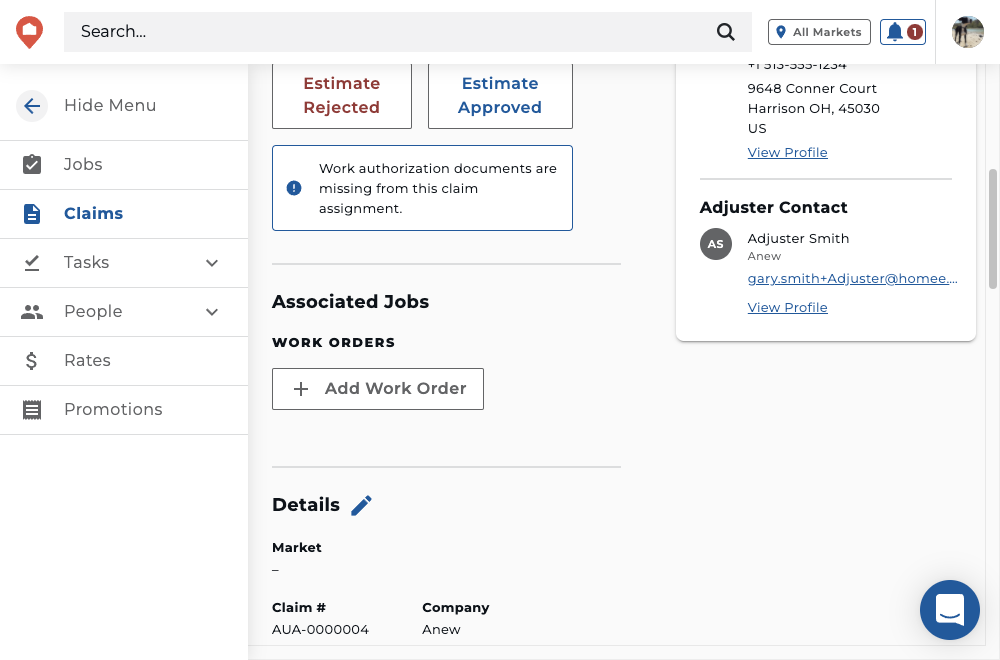 Search...
All Markets
1
Hide Menu
Jobs
Claims
Tasks
People
Rates
Promotions
Estimate
Rejected
Estimate
Approved
Work authorization documents are
missing from this claim
assignment.
Associated Jobs
WORK ORDERS
Add Work Order
Details
Market
–
Claim #
AUA-0000004
Company
Anew
+1 513-555-1234
9648 Conner Court
Harrison OH, 45030
US
View Profile
Adjuster Contact
AS
Adjuster Smith
Anew
gary.smith+Adjuster@homee....
View Profile